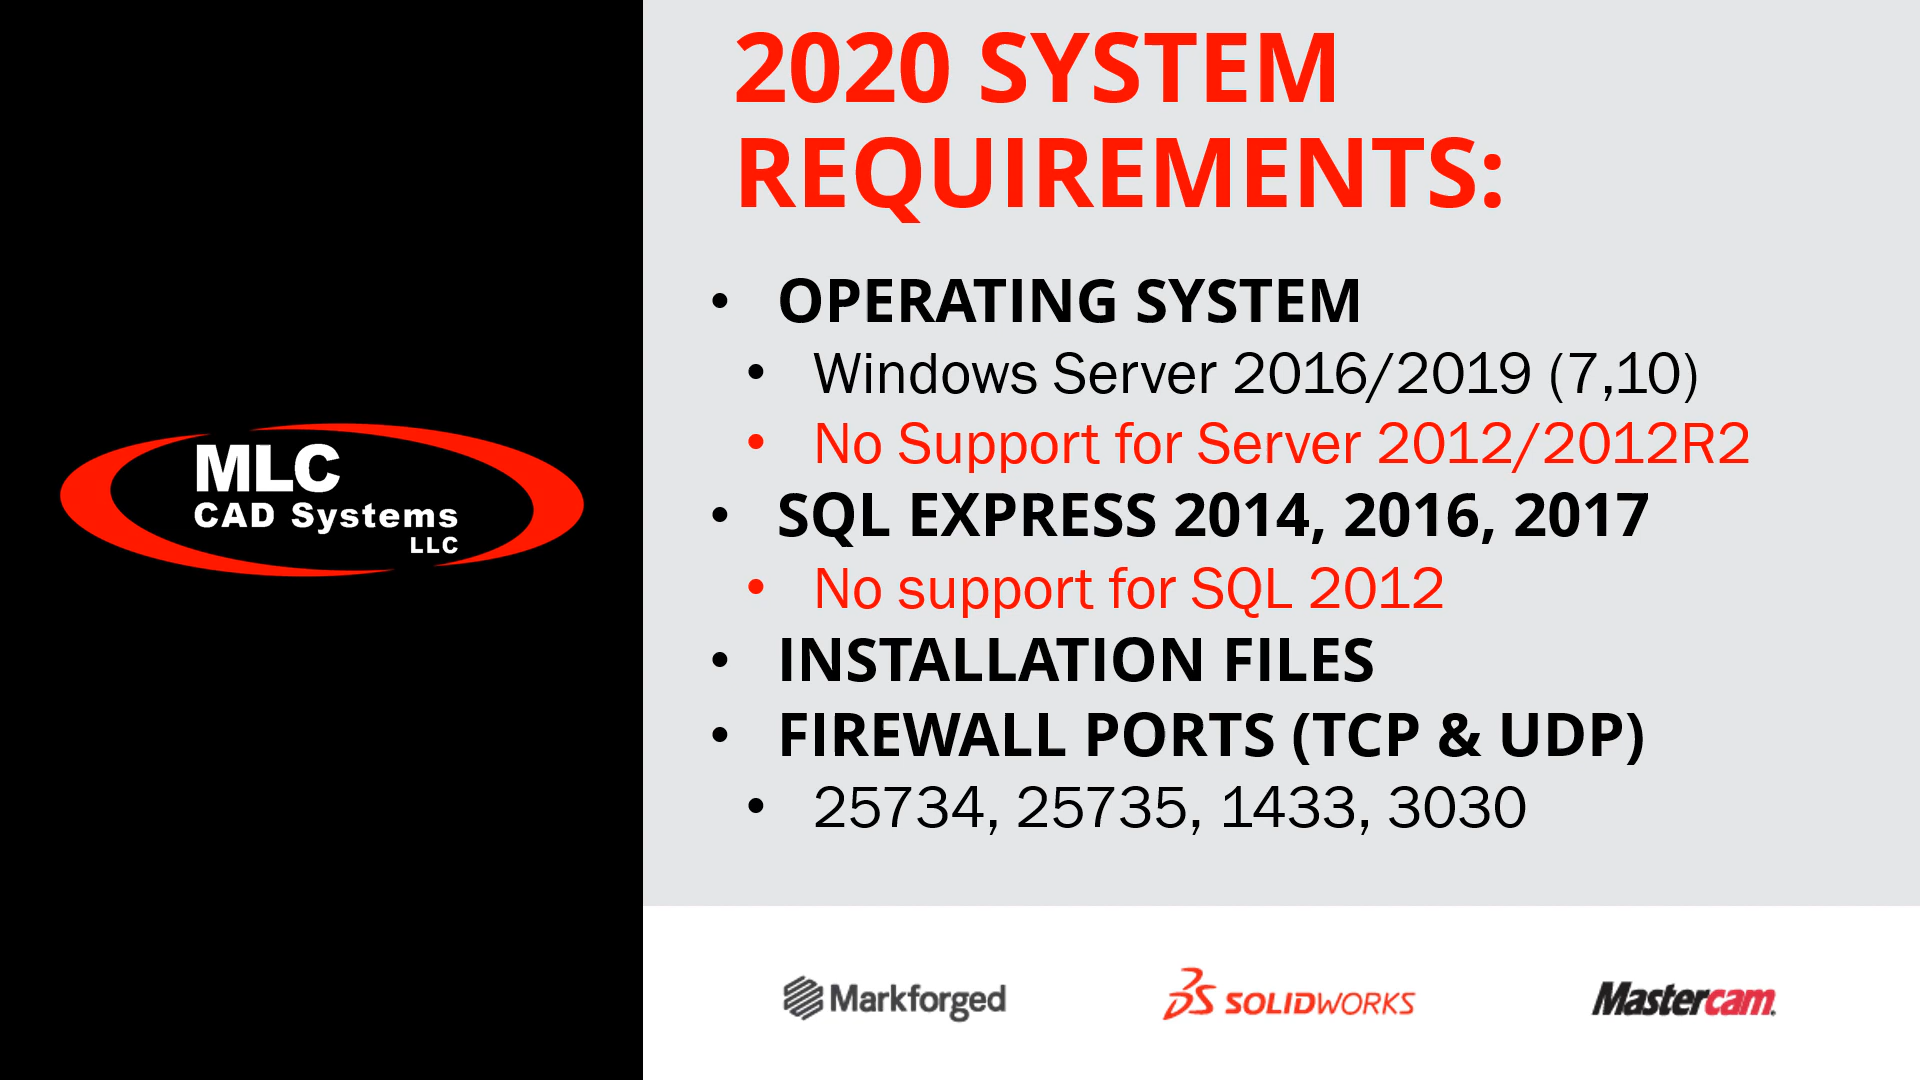 2020 SYSTEM
REQUIREMENTS:
• OPERATING SYSTEM
• Windows Server 2016/2019 (7,10)
• No Support for Server 2012/2012R2
• SQL EXPRESS 2014, 2016, 2017
• No support for SQL 2012
• INSTALLATION FILES
• FIREWALL PORTS (TCP & UDP)
• 25734, 25735, 1433, 3030
MLC
CAD Systems
LLC
Markforged
3S SOLIDWORKS
Mastercam.